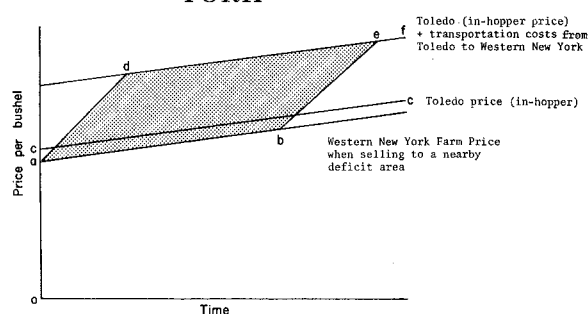 Toledo (in-hopper price)
+ transportation costs from
Toledo to Western New York
f
e
d
c
Toledo price (in-hopper)
c
a
b
Western New York Farm Price
when selling to a nearby
deficit area
Price per bushel
o
Time